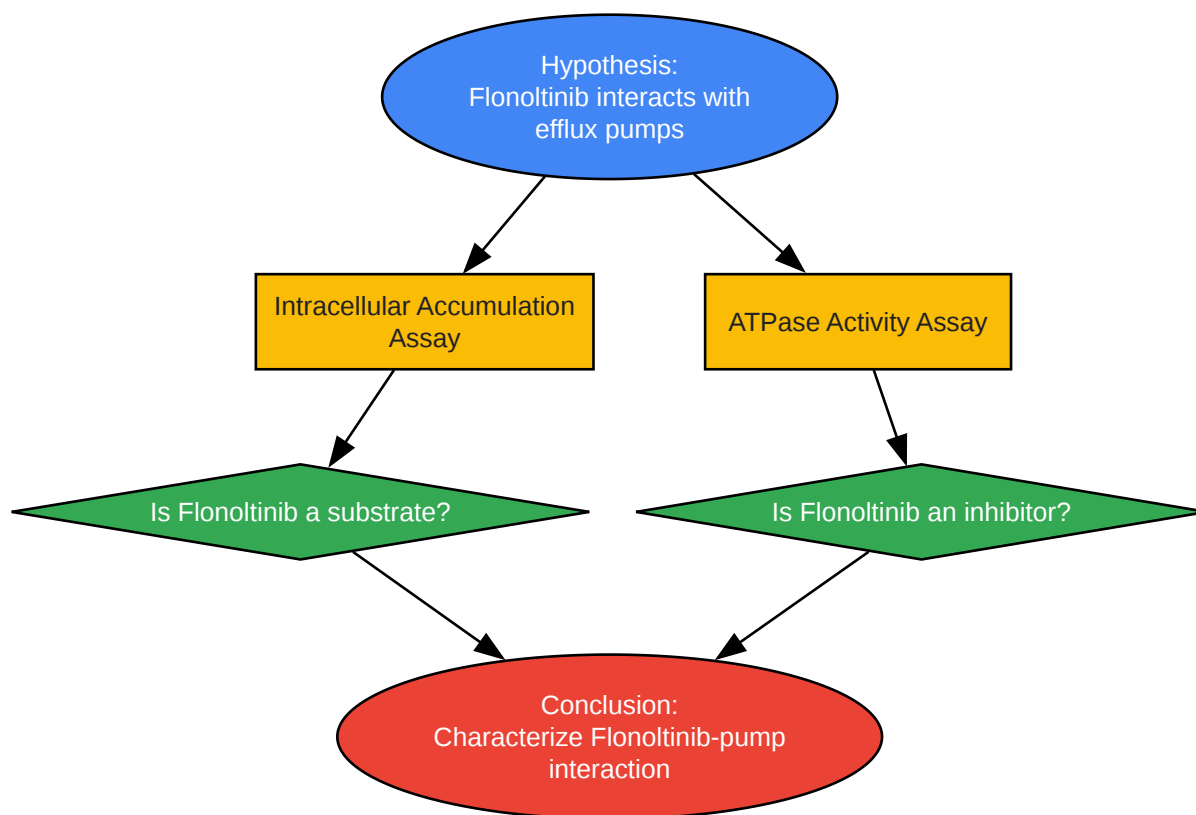 Hypothesis:
Flonoltinib interacts with
efflux pumps
Intracellular Accumulation
Assay
ATPase Activity Assay
Is Flonoltinib a substrate?
Is Flonoltinib an inhibitor?
Conclusion:
Characterize Flonoltinib-pump
interaction